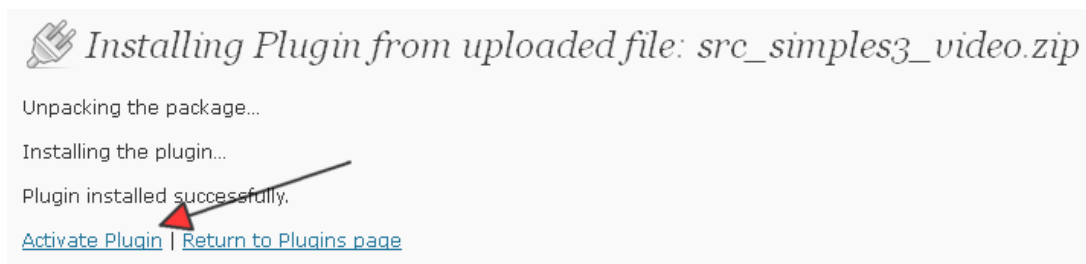 Installing Plugin from uploaded file: src_simples3_video.zip
Unpacking the package...
Installing the plugin...
Plugin installed successfully.
Activate Plugin | Return to Plugins page